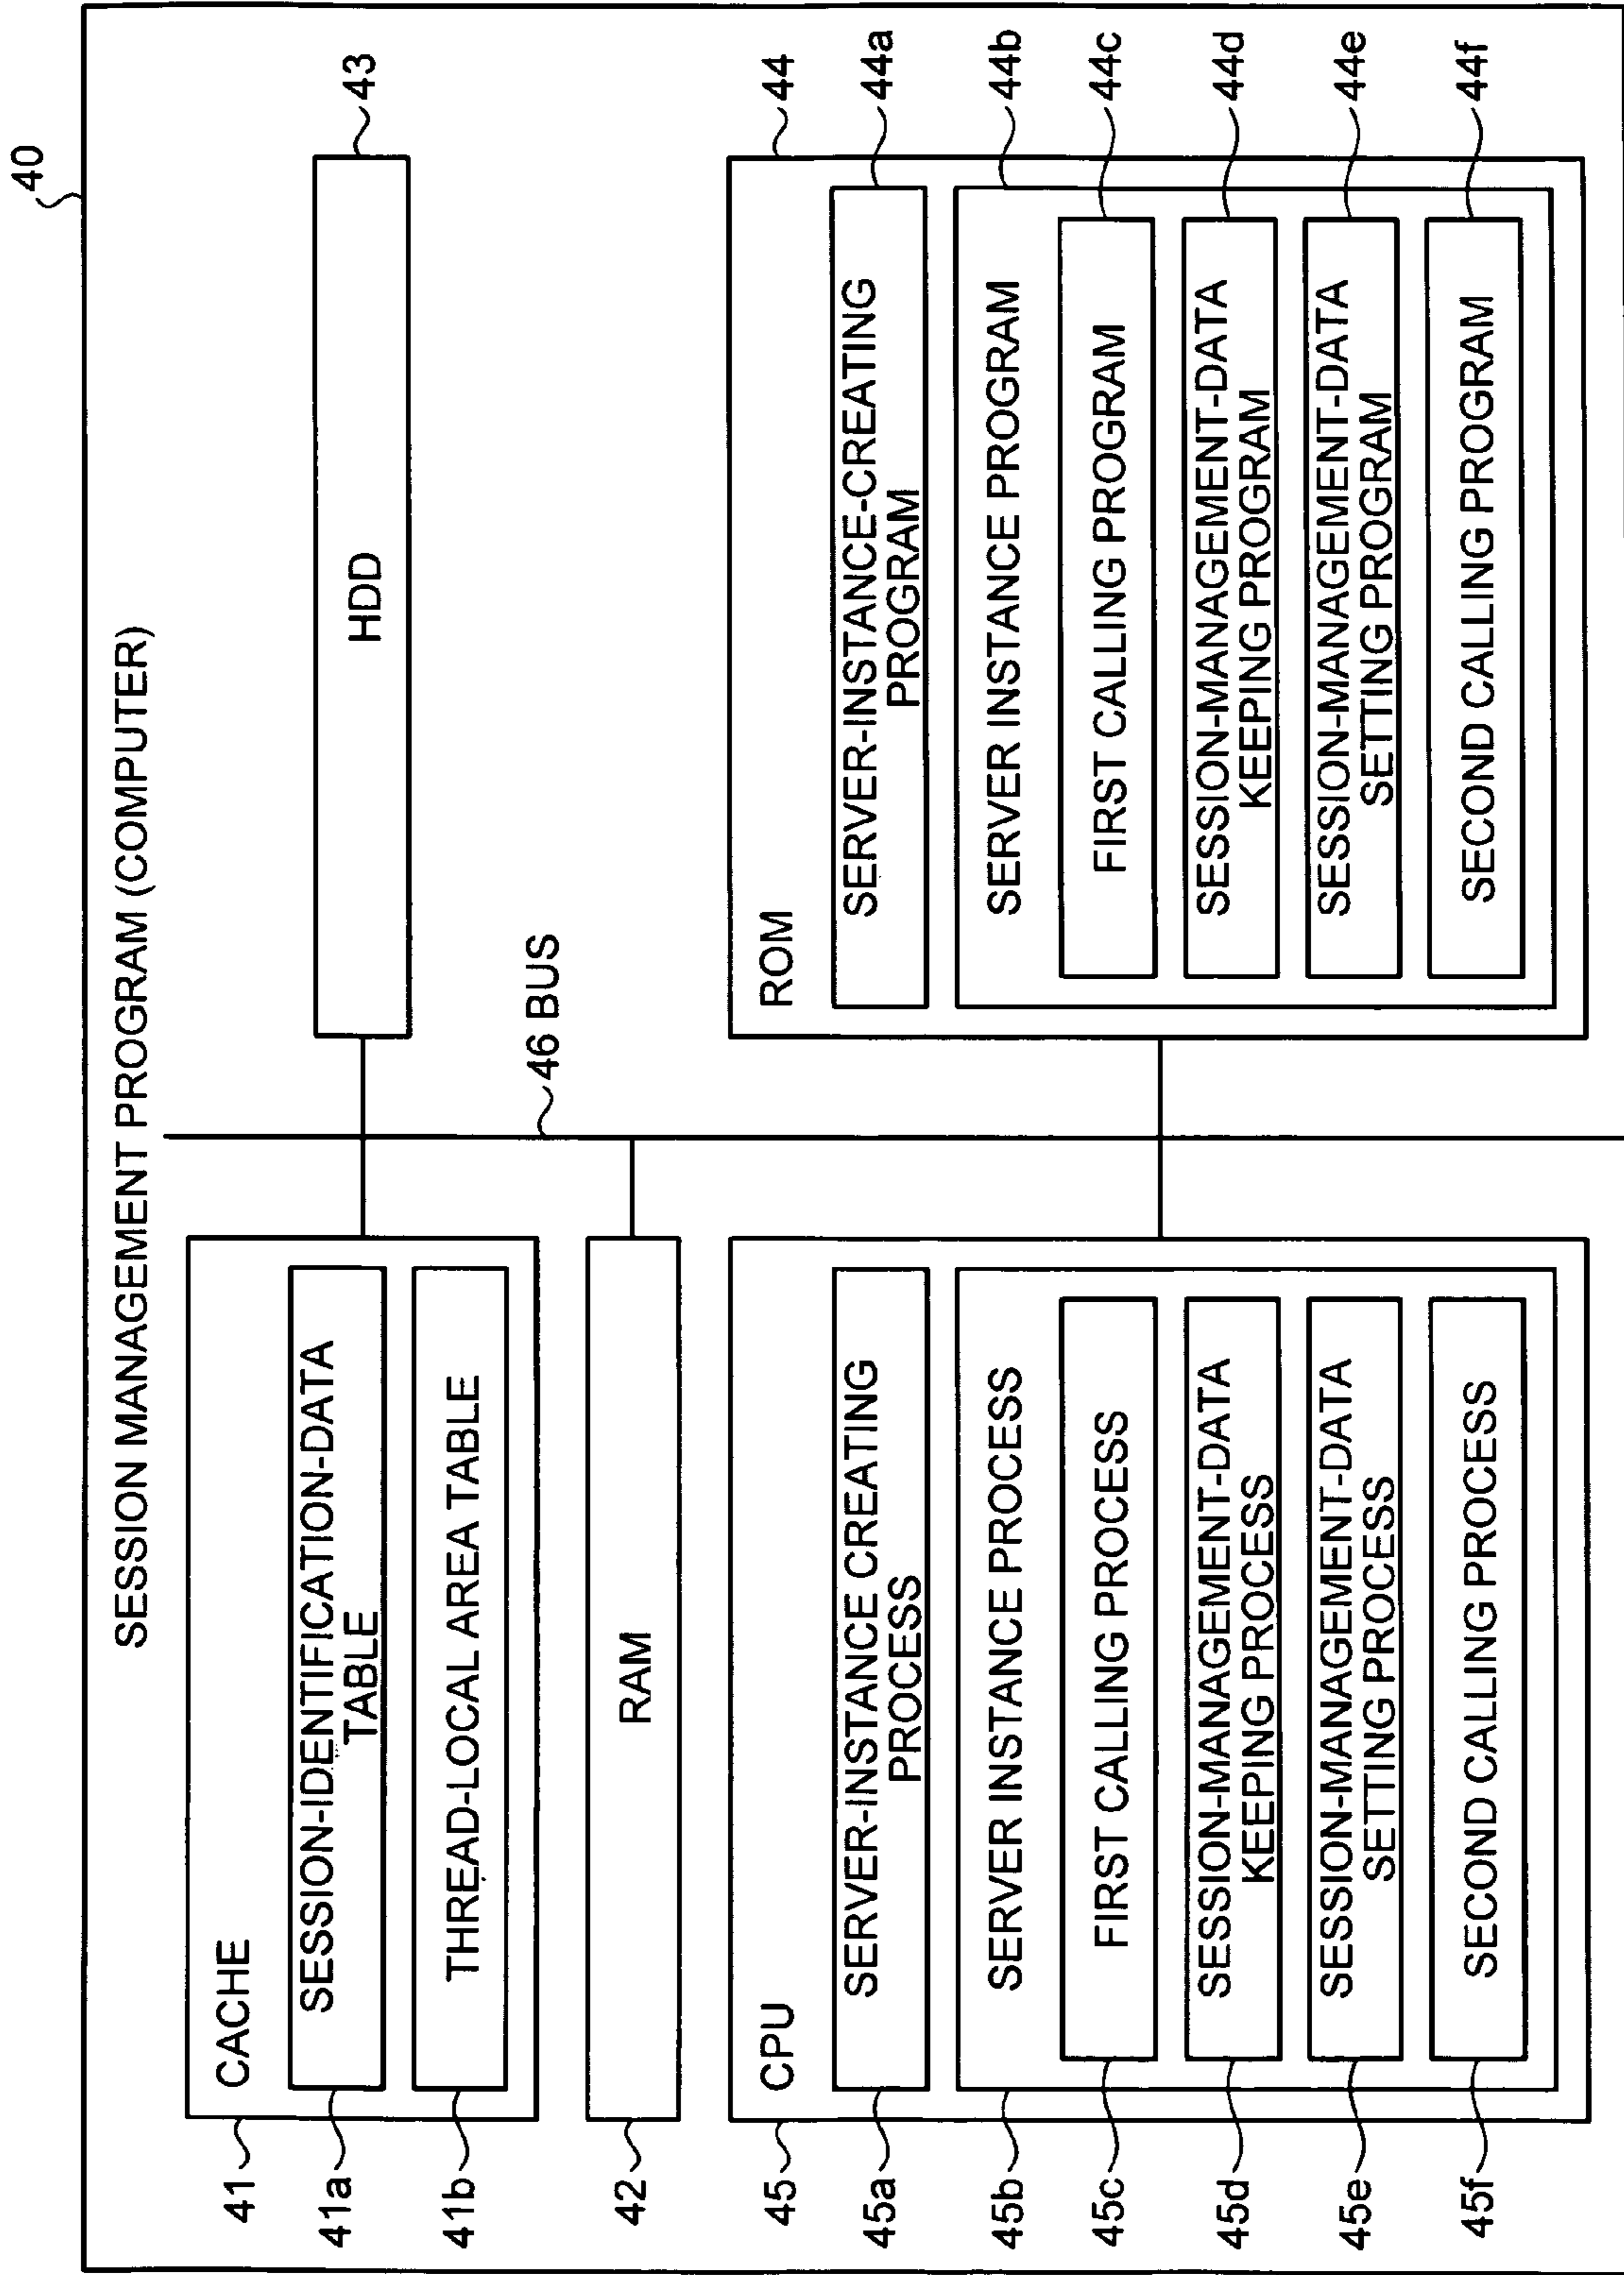 40
SESSION MANAGEMENT PROGRAM (COMPUTER)
41
CACHE
41a
SESSION-IDENTIFICATION-DATA
TABLE
41b
THREAD-LOCAL AREA TABLE
42
RAM
45
CPU
45a
SERVER-INSTANCE CREATING
PROCESS
45b
SERVER INSTANCE PROCESS
45c
FIRST CALLING PROCESS
45d
SESSION-MANAGEMENT-DATA
KEEPING PROCESS
45e
SESSION-MANAGEMENT-DATA
SETTING PROCESS
45f
SECOND CALLING PROCESS
46 BUS
HDD
43
ROM
44
SERVER-INSTANCE-CREATING
PROGRAM
44a
SERVER INSTANCE PROGRAM
44b
FIRST CALLING PROGRAM
44c
SESSION-MANAGEMENT-DATA
KEEPING PROGRAM
44d
SESSION-MANAGEMENT-DATA
SETTING PROGRAM
44e
SECOND CALLING PROGRAM
44f